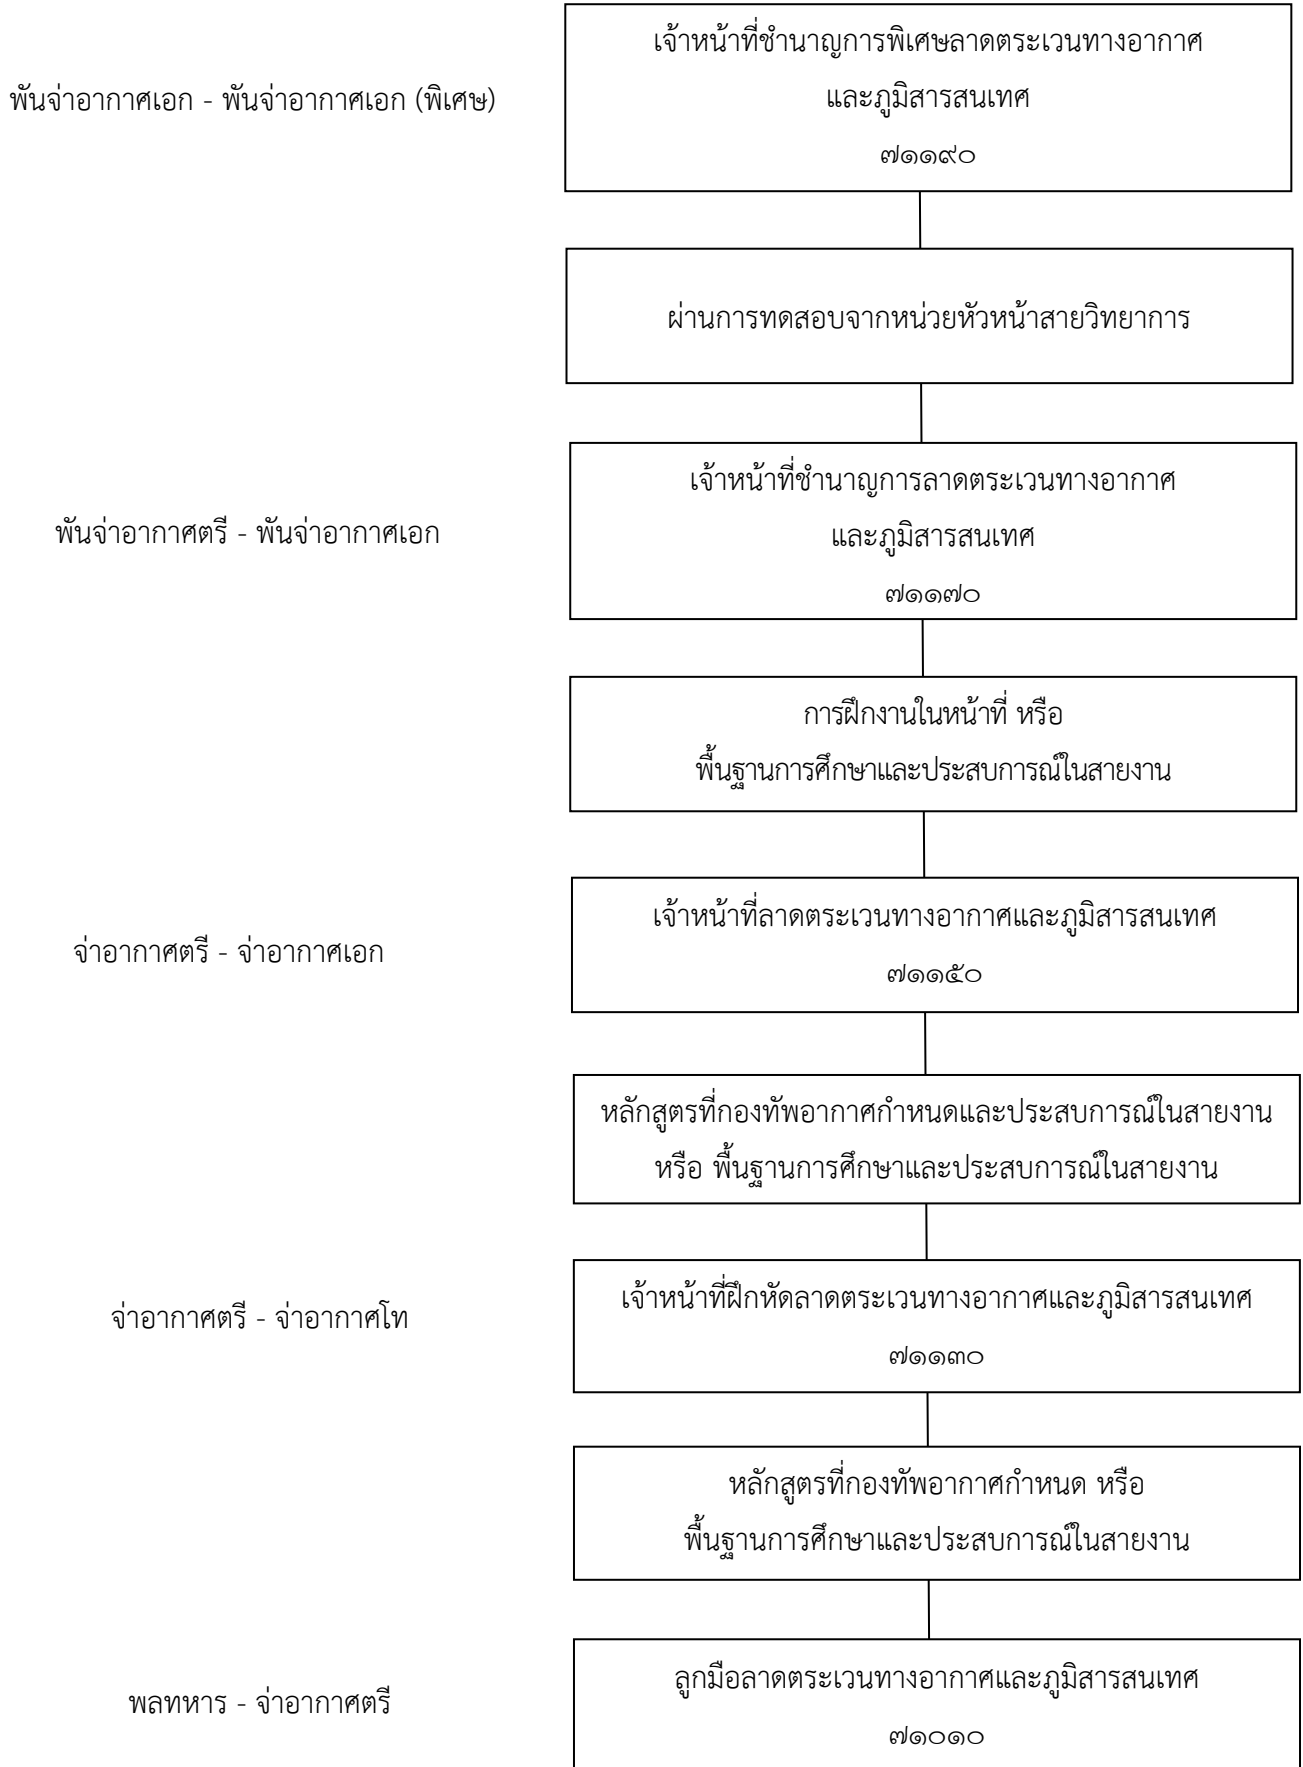 เจ้าหน้าที่ชำนาญการพิเศษลาดตระเวนทางอากาศ
พันจ่าอากาศเอก - พันจ่าอากาศเอก (พิเศษ)
และภูมิสารสนเทศ
๗๑๑๙๐
ผ่านการทดสอบจากหน่วยหัวหน้าสายวิทยาการ
เจ้าหน้าที่ชำนาญการลาดตระเวนทางอากาศ
พันจ่าอากาศตรี - พันจ่าอากาศเอก
และภูมิสารสนเทศ
๗๑๑๗๐
การฝึกงานในหน้าที่ หรือ
พื้นฐานการศึกษาและประสบการณ์ในสายงาน
เจ้าหน้าที่ลาดตระเวนทางอากาศและภูมิสารสนเทศ
จ่าอากาศตรี - จ่าอากาศเอก
๗๑๑๕๐
หลักสูตรที่กองทัพอากาศกำหนดและประสบการณ์ในสายงาน
หรือ พื้นฐานการศึกษาและประสบการณ์ในสายงาน
เจ้าหน้าที่ฝึกหัดลาดตระเวนทางอากาศและภูมิสารสนเทศ
จ่าอากาศตรี - จ่าอากาศโท
๗๑๑๓๐
หลักสูตรที่กองทัพอากาศกำหนด หรือ
พื้นฐานการศึกษาและประสบการณ์ในสายงาน
ลูกมือลาดตระเวนทางอากาศและภูมิสารสนเทศ
พลทหาร - จ่าอากาศตรี
๗๑๐๑๐